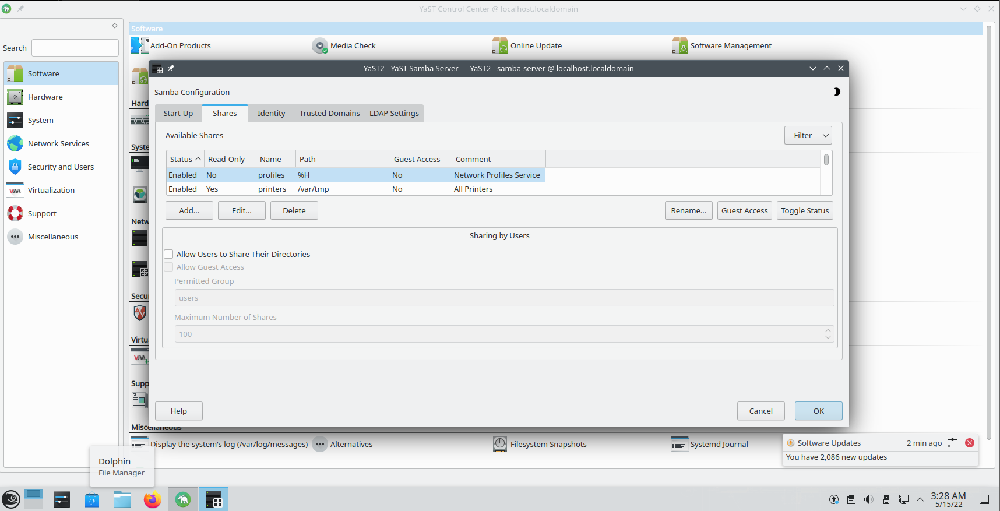 YaST Control Center @ localhost.localdomain
Search
Software
Hardware
System
Network Services
Security and Users
Virtualization
Support
Miscellaneous
Software
Add-On Products
Media Check
Online Update
Software Management
Hard
Syste
Netw
Secu
Virtu
Supp
Miscellaneous
Display the system's log (/var/log/messages)
Alternatives
Filesystem Snapshots
Systemd Journal
YaST2 - YaST Samba Server — YaST2 - samba-server @ localhost.localdomain
Samba Configuration
Start-Up Shares Identity Trusted Domains LDAP Settings
Available Shares
Filter
Status Read-Only Name Path Guest Access Comment
Enabled No profiles %H No Network Profiles Service
Enabled Yes printers /var/tmp No All Printers
Add... Edit... Delete Rename... Guest Access Toggle Status
Sharing by Users
Allow Users to Share Their Directories
Allow Guest Access
Permitted Group
users
Maximum Number of Shares
100
Help Cancel OK
Software Updates 2 min ago
You have 2,086 new updates
Dolphin
File Manager
3:28 AM
5/15/22